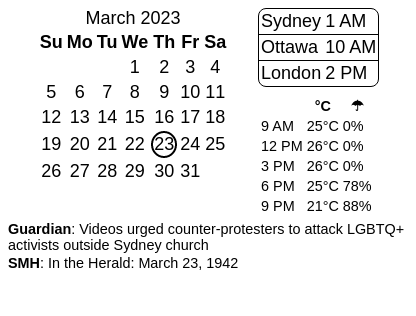 March 2023
Su Mo Tu We Th Fr Sa
1 2 3 4
5 6 7 8 9 10 11
12 13 14 15 16 17 18
19 20 21 22 23 24 25
26 27 28 29 30 31
Sydney 1 AM
Ottawa 10 AM
London 2 PM
°C ☂
9 AM 25°C 0%
12 PM 26°C 0%
3 PM 26°C 0%
6 PM 25°C 78%
9 PM 21°C 88%
Guardian: Videos urged counter-protesters to attack LGBTQ+
activists outside Sydney church
SMH: In the Herald: March 23, 1942